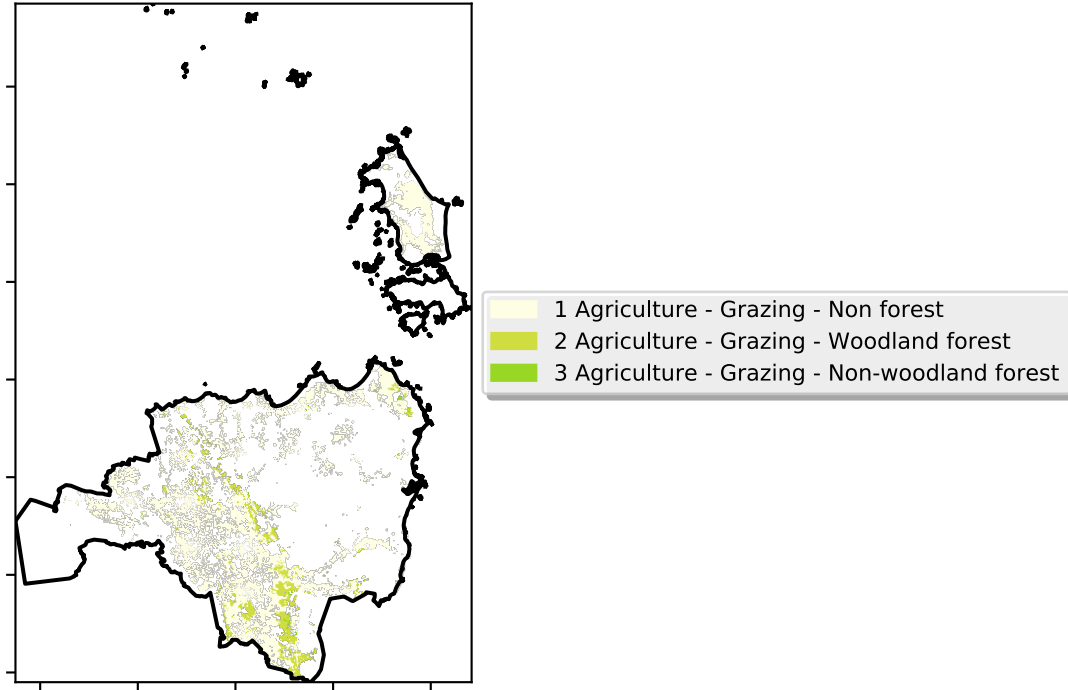 1 Agriculture - Grazing - Non forest
2 Agriculture - Grazing - Woodland forest
3 Agriculture - Grazing - Non-woodland forest